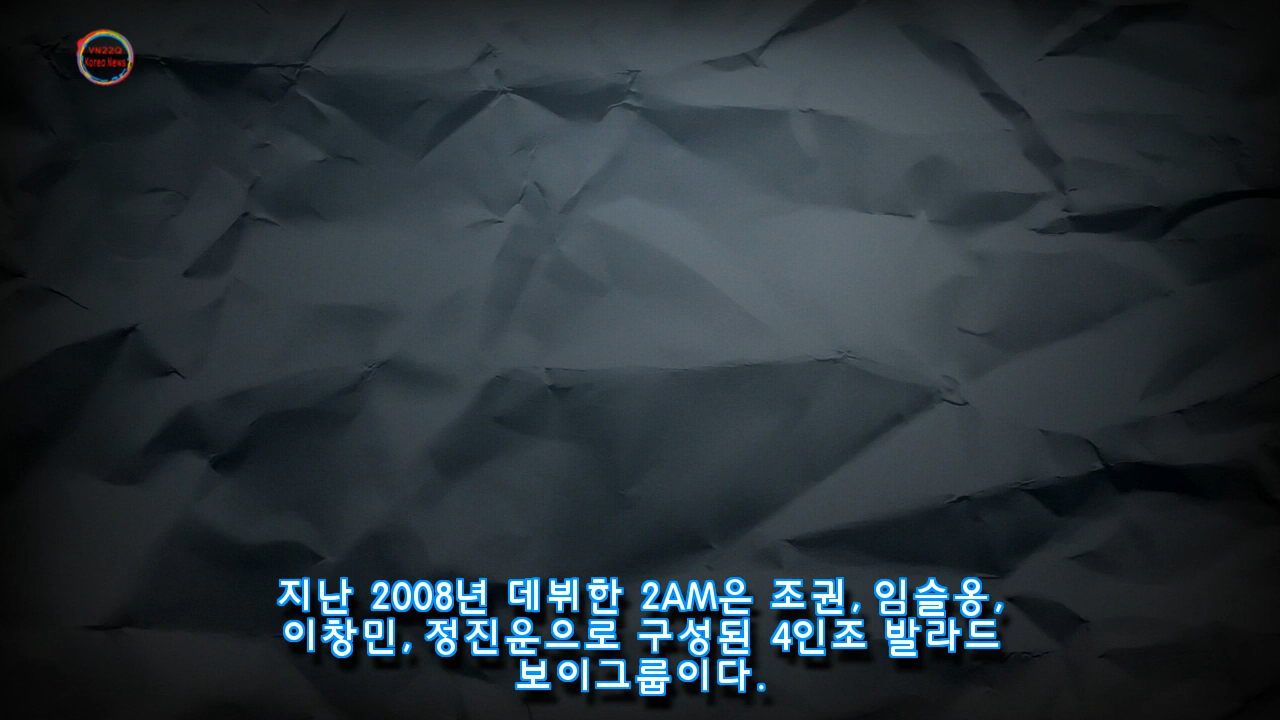 VN22Q
Korea News
지난 2008년 데뷔한 2AM은 조권, 임슬옹,
이창민, 정진운으로 구성된 4인조 발라드
보이그룹이다.